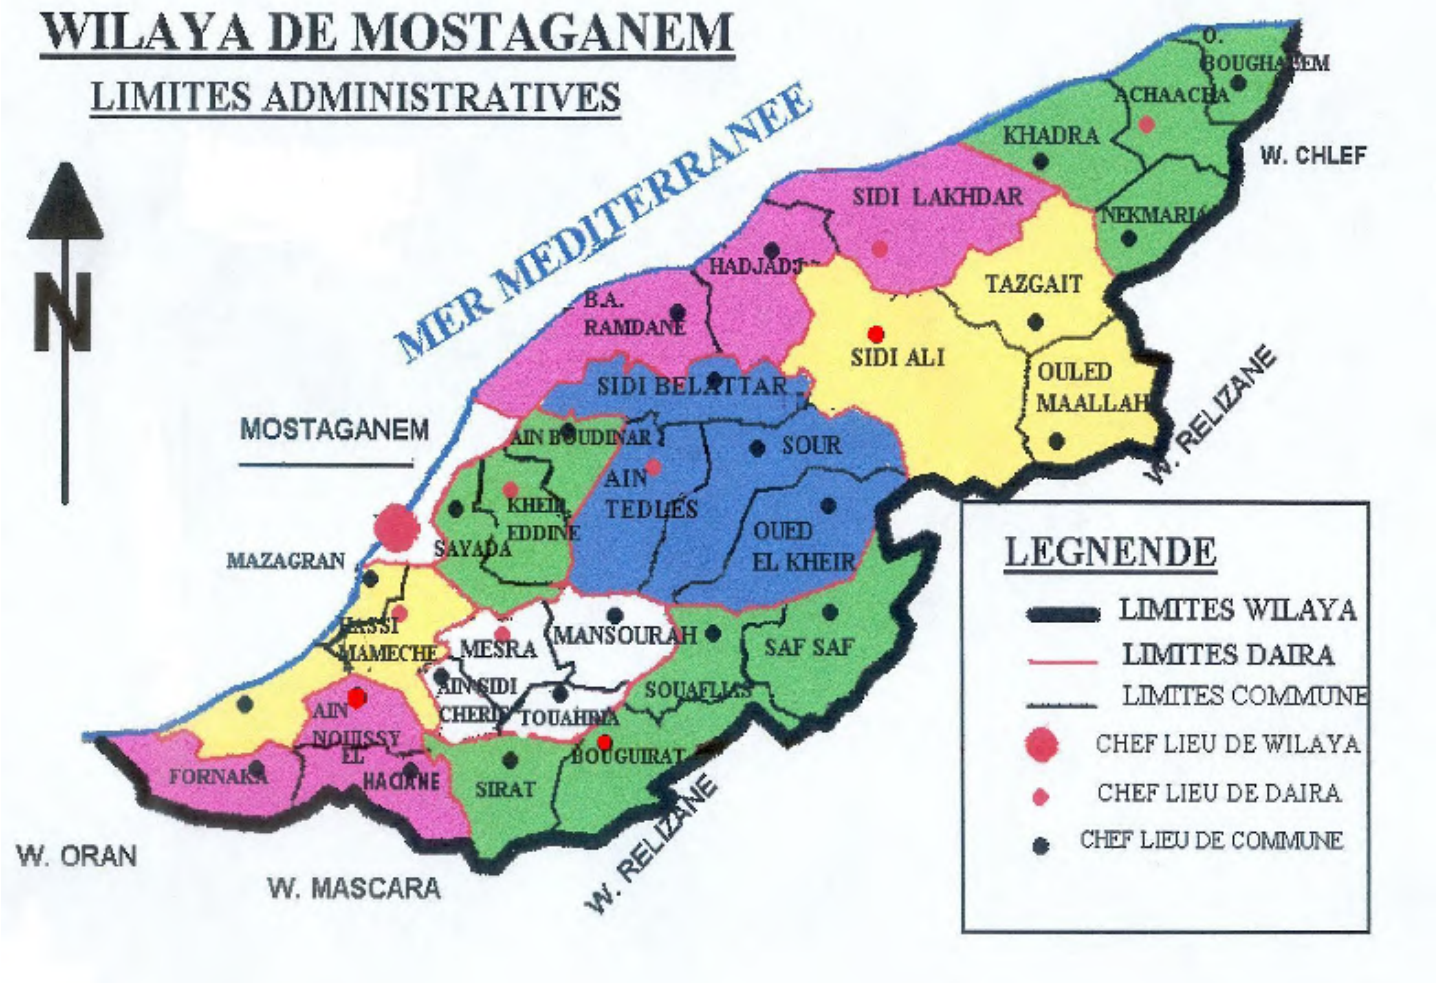 WILAYA DE MOSTAGANEM
LIMITES ADMINISTRATIVES
MER MEDITERRANEE
N
O.
BOUGHANEM
ACHAACHA
KHADRA
W. CHLEF
SIDI LAKHDAR
NEKMARIA
HADJADJ
TAZGAIT
B.A.
RAMDANE
SIDI ALI
SIDI BELATTAR
OULED
MAALLAH
MOSTAGANEM
AIN BOUDINAR
SOUR
W. RELIZANE
AIN
TEDLES
KHEIR
EDDINE
SAYADA
OUED
EL KHEIR
MAZAGRAN
HASSI
MAMECHE
MESRA
MANSOURAH
SAF SAF
AIN SIDI
CHERIF
TOUAHRIA
SOUAFLIAS
AIN
NOUISSY
EL
HACIANE
FORNAKA
SIRAT
BOUGUIRAT
W. RELIZANE
W. ORAN
W. MASCARA
LEGNENDE
LIMITES WILAYA
LIMITES DAIRA
LIMITES COMMUNE
CHEF LIEU DE WILAYA
CHEF LIEU DE DAIRA
CHEF LIEU DE COMMUNE